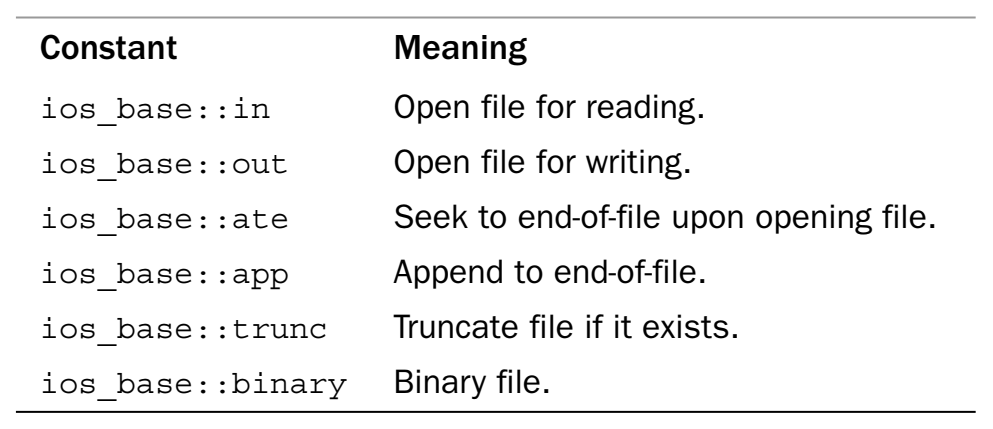 Constant Meaning
ios_base::in Open file for reading.
ios_base::out Open file for writing.
ios_base::ate Seek to end-of-file upon opening file.
ios_base::app Append to end-of-file.
ios_base::trunc Truncate file if it exists.
ios_base::binary Binary file.